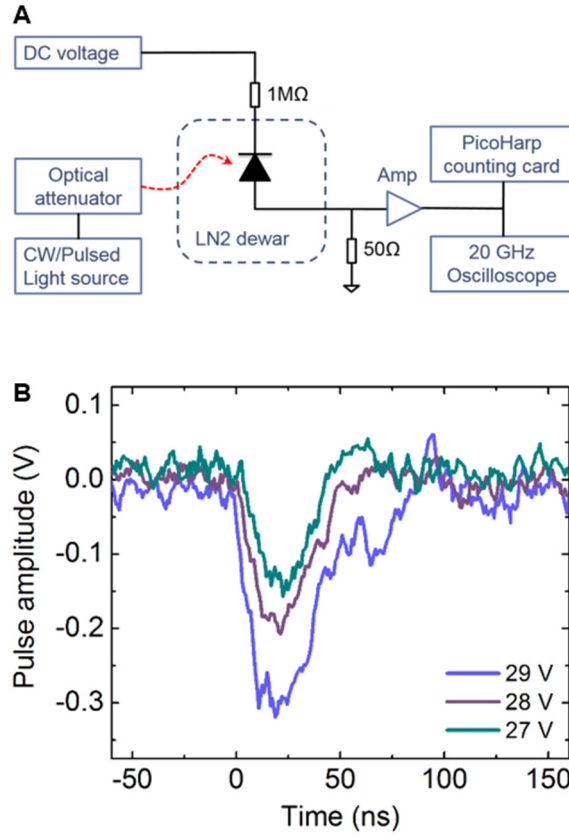 A
DC voltage
1MΩ
Optical
attenuator
LN2 dewar
CW/Pulsed
Light source
50Ω
Amp
PicoHarp
counting card
20 GHz
Oscilloscope
B
Pulse amplitude (V)
0.1
0.0
-0.1
-0.2
-0.3
29 V
28 V
27 V
-50
0
50
100
150
Time (ns)